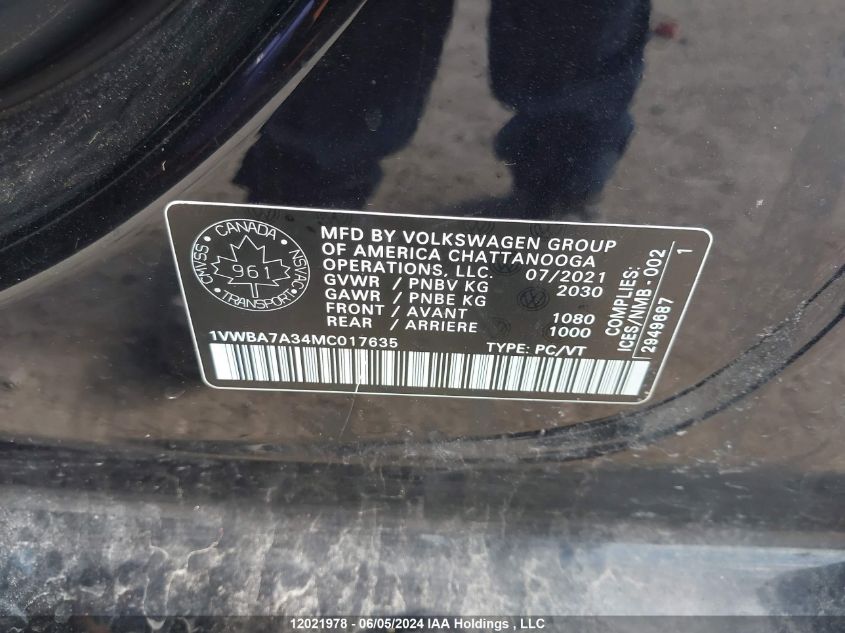 CANADA
CMVSS
NSVAC
961
TRANSPORT
MFD BY VOLKSWAGEN GROUP
OF AMERICA CHATTANOOGA
OPERATIONS, LLC. 07/2021
GVWR / PNBV KG 2030
GAWR / PNBE KG
FRONT / AVANT 1080
REAR / ARRIERE 1000
1VWBA7A34MC017635 TYPE: PC/VT
COMPLIES:
ICES/NMB-002
2949687 1
12021978 - 06/05/2024 IAA Holdings , LLC